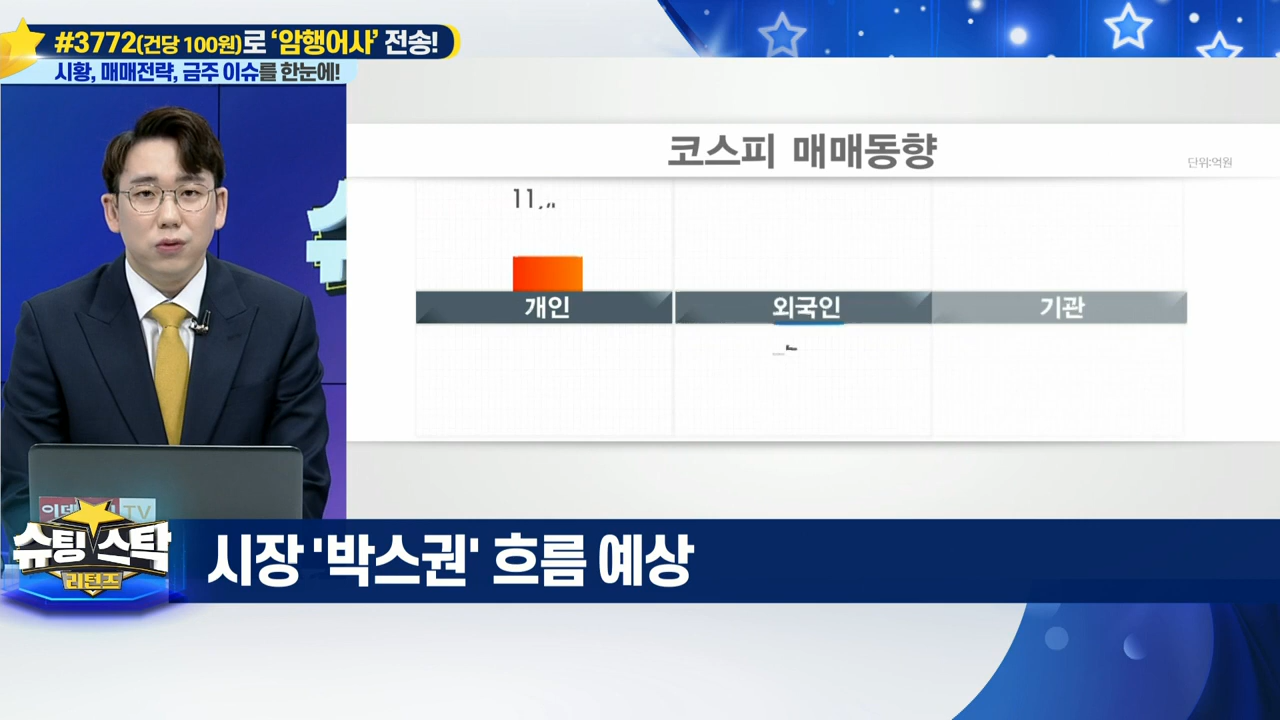 #3772(건당 100원)로 '암행어사' 전송!
시황, 매매전략, 금주 이슈를 한눈에!
코스피 매매동향
단위:억원
11,
개인
외국인
기관
슈팅스탁
리턴즈
시장 '박스권' 흐름 예상